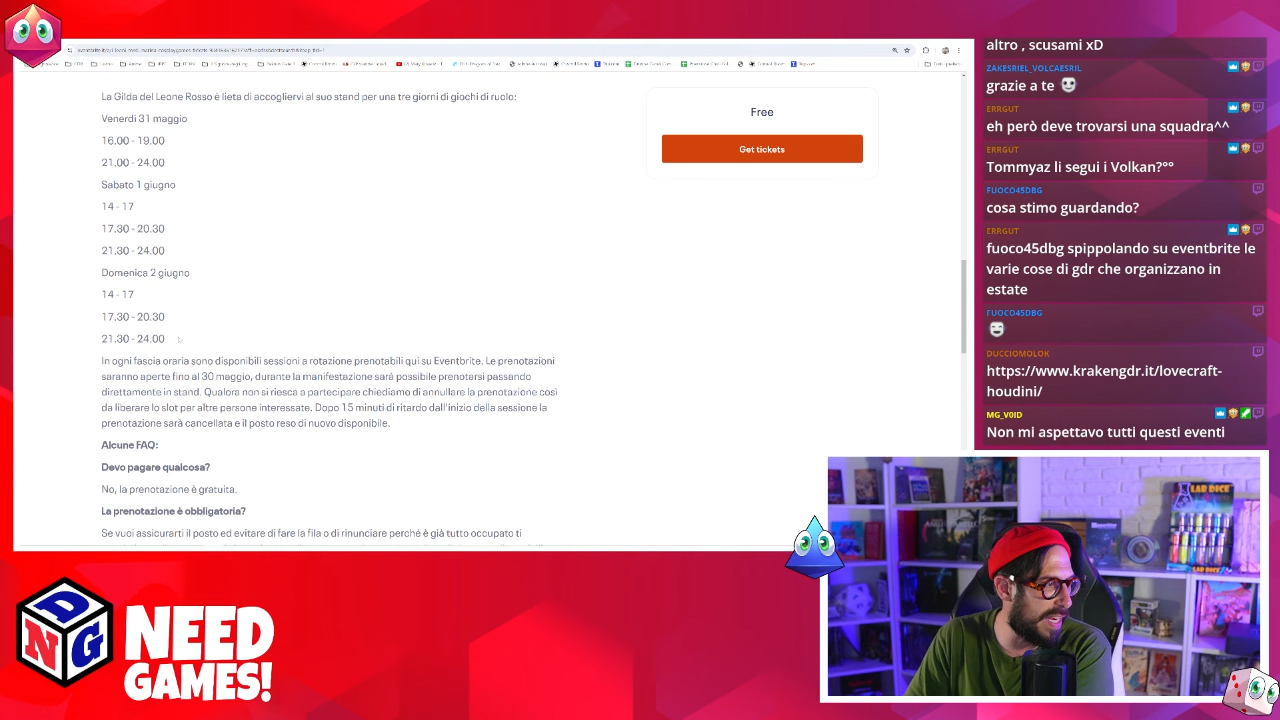 La Gilda del Leone Rosso è lieta di accogliervi al suo stand per una tre giorni di giochi di ruolo:
Venerdì 31 maggio
16.00 - 19.00
21.00 - 24.00
Sabato 1 giugno
14 - 17
17.30 - 20.30
21.30 - 24.00
Domenica 2 giugno
14 - 17
17.30 - 20.30
21.30 - 24.00
In ogni fascia oraria sono disponibili sessioni a rotazione prenotabili qui su Eventbrite. Le prenotazioni
saranno aperte fino al 30 maggio, durante la manifestazione sarà possibile prenotarsi passando
direttamente in stand. Qualora non si riesca a partecipare chiediamo di annullare la prenotazione così
da liberare lo slot per altre persone interessate. Dopo 15 minuti di ritardo dall'inizio della sessione la
prenotazione sarà cancellata e il posto reso di nuovo disponibile.
Alcune FAQ:
Devo pagare qualcosa?
No, la prenotazione è gratuita.
La prenotazione è obbligatoria?
Se vuoi assicurarti il posto ed evitare di fare la fila o di rinunciare perché è già tutto occupato ti
Free
Get tickets
altro , scusami xD
ZAKESRIEL_VOLCAESRIL
grazie a te
ERRGUT
eh però deve trovarsi una squadra^^
ERRGUT
Tommyaz li segui i Volkan?°°
FUOCO45DBG
cosa stimo guardando?
ERRGUT
fuoco45dbg spippolando su eventbrite le
varie cose di gdr che organizzano in
estate
FUOCO45DBG
DUCCIOMOLOK
https://www.krakengdr.it/lovecraft-
houdini/
MG_V0ID
Non mi aspettavo tutti questi eventi
LAB DICE
D
N G
NEED
GAMES!